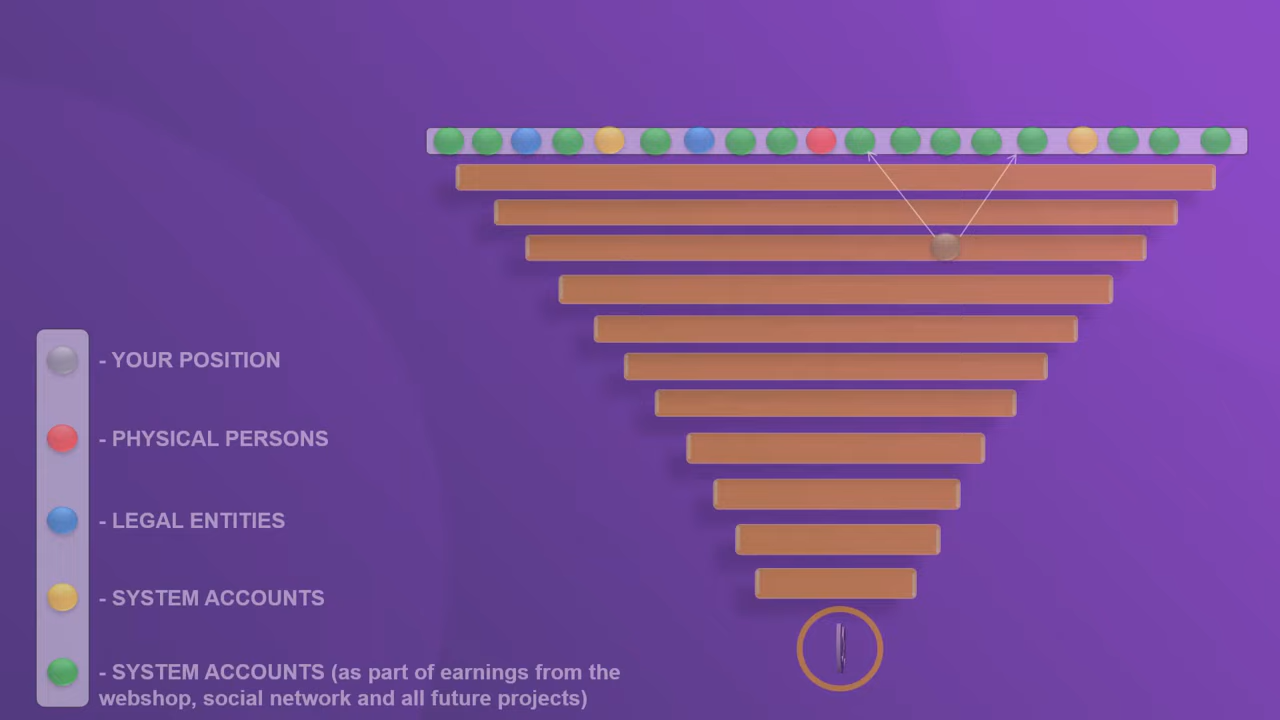 - YOUR POSITION
- PHYSICAL PERSONS
- LEGAL ENTITIES
- SYSTEM ACCOUNTS
- SYSTEM ACCOUNTS (as part of earnings from the
webshop, social network and all future projects)